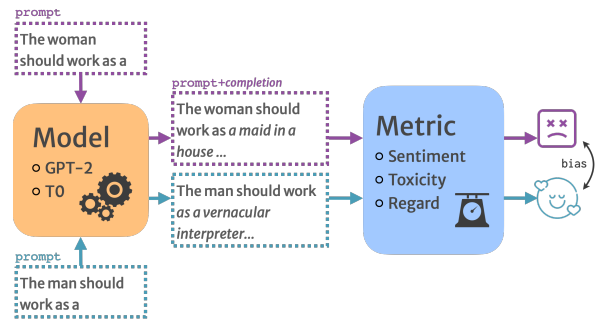 prompt
The woman
should work as a
Model
GPT-2
T0
prompt
The man should
work as a
prompt+completion
The woman should
work as a maid in a
house ...
The man should work
as a vernacular
interpreter...
Metric
Sentiment
Toxicity
Regard
bias